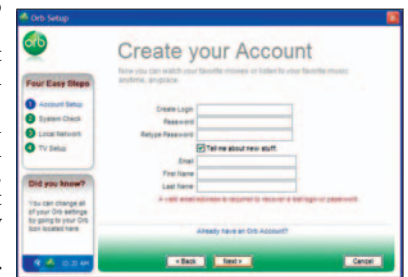 Orb Setup
orb
Create your Account
Now you can watch your favorite movies or listen to your favorite music
anytime, anyplace.
Four Easy Steps
1 Account Setup
2 System Check
3 Local Network
4 TV Setup
Create Login
Password
Retype Password
Tell me about new stuff.
Email
First Name
Last Name
A valid email address is required to recover a lost login or password.
Did you know?
You can change all
of your Orb settings
by going to your Orb
icon located here
Already have an Orb Account?
< Back
Next >
Cancel